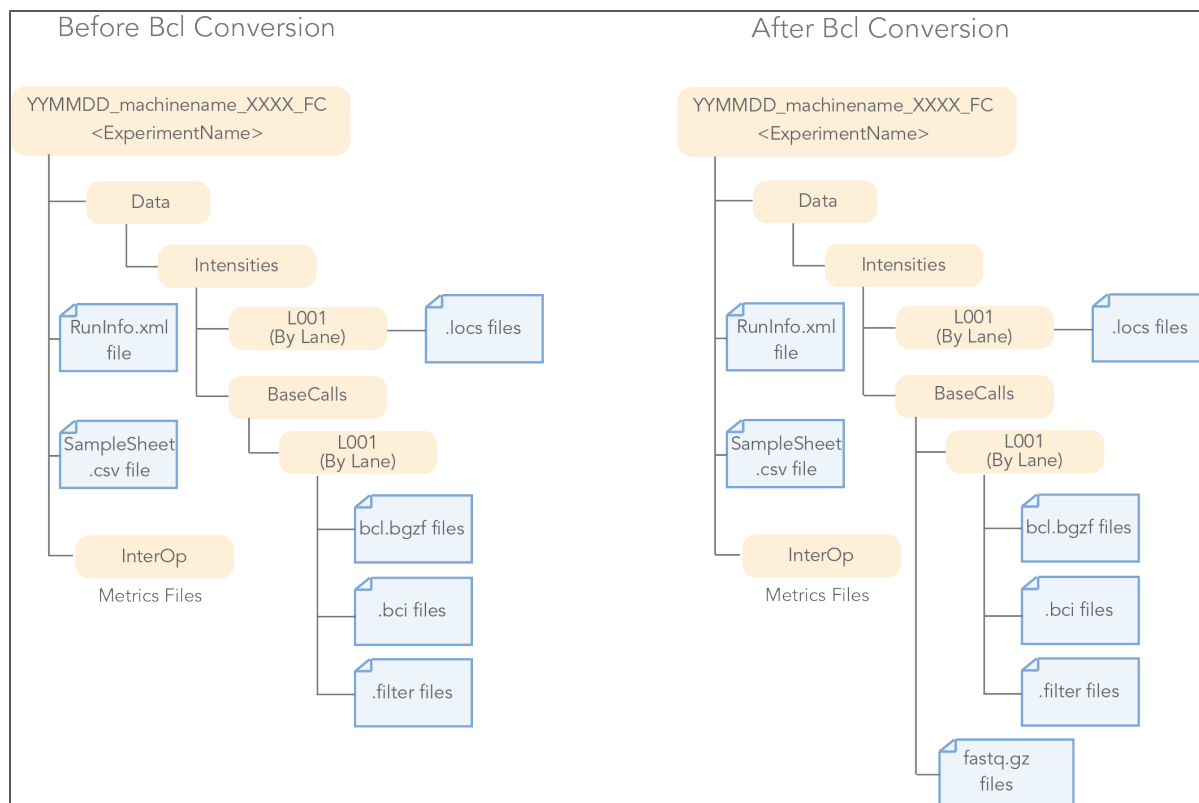 Before Bcl Conversion
YYMMDD_machinename_XXXX_FC
<ExperimentName>
Data
Intensities
RunInfo.xml
file
L001
(By Lane)
.locs files
BaseCalls
SampleSheet
.csv file
L001
(By Lane)
bcl.bgzf files
InterOp
Metrics Files
.bci files
.filter files
After Bcl Conversion
YYMMDD_machinename_XXXX_FC
<ExperimentName>
Data
Intensities
RunInfo.xml
file
L001
(By Lane)
.locs files
BaseCalls
SampleSheet
.csv file
L001
(By Lane)
bcl.bgzf files
InterOp
Metrics Files
.bci files
.filter files
fastq.gz
files